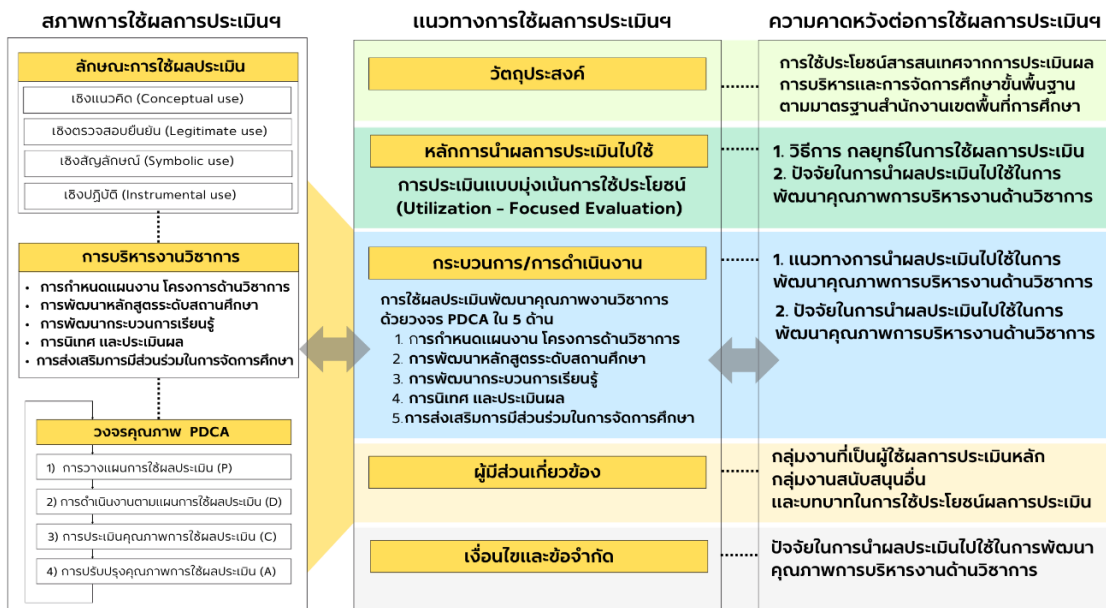 สภาพการใช้ผลการประเมินฯ
ลักษณะการใช้ผลประเมิน
เชิงแนวคิด (Conceptual use)
เชิงตรวจสอบยืนยัน (Legitimate use)
เชิงสัญลักษณ์ (Symbolic use)
เชิงปฏิบัติ (Instrumental use)
การบริหารงานวิชาการ
• การกำหนดแผนงาน โครงการด้านวิชาการ
• การพัฒนาหลักสูตรระดับสถานศึกษา
• การพัฒนากระบวนการเรียนรู้
• การนิเทศ และประเมินผล
• การส่งเสริมการมีส่วนร่วมในการจัดการศึกษา
วงจรคุณภาพ PDCA
1) การวางแผนการใช้ผลประเมิน (P)
2) การดำเนินงานตามแผนการใช้ผลประเมิน (D)
3) การประเมินคุณภาพการใช้ผลประเมิน (C)
4) การปรับปรุงคุณภาพการใช้ผลประเมิน (A)
แนวทางการใช้ผลการประเมินฯ
วัตถุประสงค์
หลักการนำผลการประเมินไปใช้
การประเมินแบบมุ่งเน้นการใช้ประโยชน์
(Utilization - Focused Evaluation)
กระบวนการ/การดำเนินงาน
การใช้ผลประเมินพัฒนาคุณภาพงานวิชาการ
ด้วยวงจร PDCA ใน 5 ด้าน
1. การกำหนดแผนงาน โครงการด้านวิชาการ
2. การพัฒนาหลักสูตรระดับสถานศึกษา
3. การพัฒนากระบวนการเรียนรู้
4. การนิเทศ และประเมินผล
5.การส่งเสริมการมีส่วนร่วมในการจัดการศึกษา
ผู้มีส่วนเกี่ยวข้อง
เงื่อนไขและข้อจำกัด
ความคาดหวังต่อการใช้ผลการประเมินฯ
การใช้ประโยชน์สารสนเทศจากการประเมินผล
การบริหารและการจัดการศึกษาขั้นพื้นฐาน
ตามมาตรฐานสำนักงานเขตพื้นที่การศึกษา
1. วิธีการ กลยุทธ์ในการใช้ผลการประเมิน
2. ปัจจัยในการนำผลประเมินไปใช้ในการ
พัฒนาคุณภาพการบริหารงานด้านวิชาการ
1. แนวทางการนำผลประเมินไปใช้ในการ
พัฒนาคุณภาพการบริหารงานด้านวิชาการ
2. ปัจจัยในการนำผลประเมินไปใช้ในการ
พัฒนาคุณภาพการบริหารงานด้านวิชาการ
กลุ่มงานที่เป็นผู้ใช้ผลการประเมินหลัก
กลุ่มงานสนับสนุนอื่น
และบทบาทในการใช้ประโยชน์ผลการประเมิน
ปัจจัยในการนำผลประเมินไปใช้ในการพัฒนา
คุณภาพการบริหารงานด้านวิชาการ